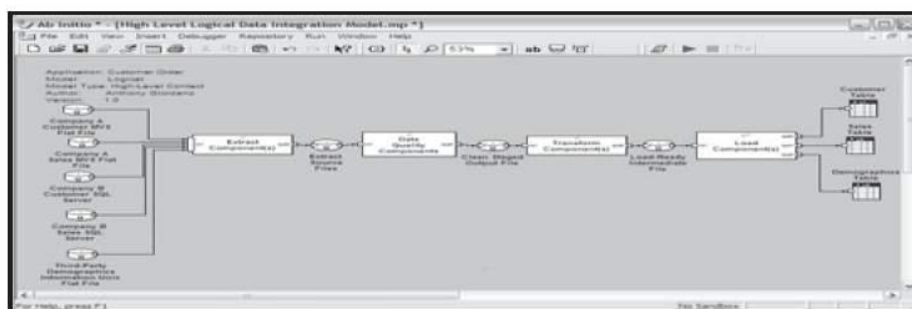 Ab Initio * - [High Level Logical Data Integration Model.mp *]
File Edit View Insert Debugger Repository Run Window Help
53%
ab
Application: Customer Order
Model: Logical
Model Type: High-Level Context
Author: Anthony Giordano
Version: 1.0
Company A
Customer MVS
Flat File
Company A
Sales MVS Flat
File
Company B
Customer SQL
Server
Company B
Sales SQL
Server
Third-Party
Demographics
Information Unix
Flat File
Extract
Component(s)
Extract
Source
Files
Data
Quality
Components
Clean Staged
Output File
Transform
Component(s)
Load-Ready
Intermediate
File
Load
Component(s)
Customer
Table
Sales
Table
Demographics
Table
For Help, press F1
No Sandbox